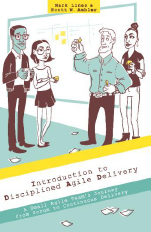 Mark Lines &
Scott W. Ambler
Introduction to
Disciplined Agile Delivery
A Small Agile Team's Journey
from Scrum to Continuous Delivery